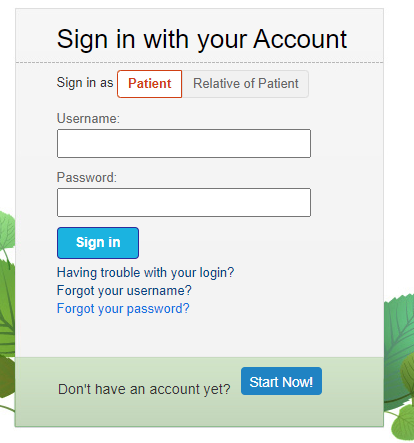 Sign in with your Account
Sign in as Patient Relative of Patient
Username:
Password:
Sign in
Having trouble with your login?
Forgot your username?
Forgot your password?
Don't have an account yet? Start Now!